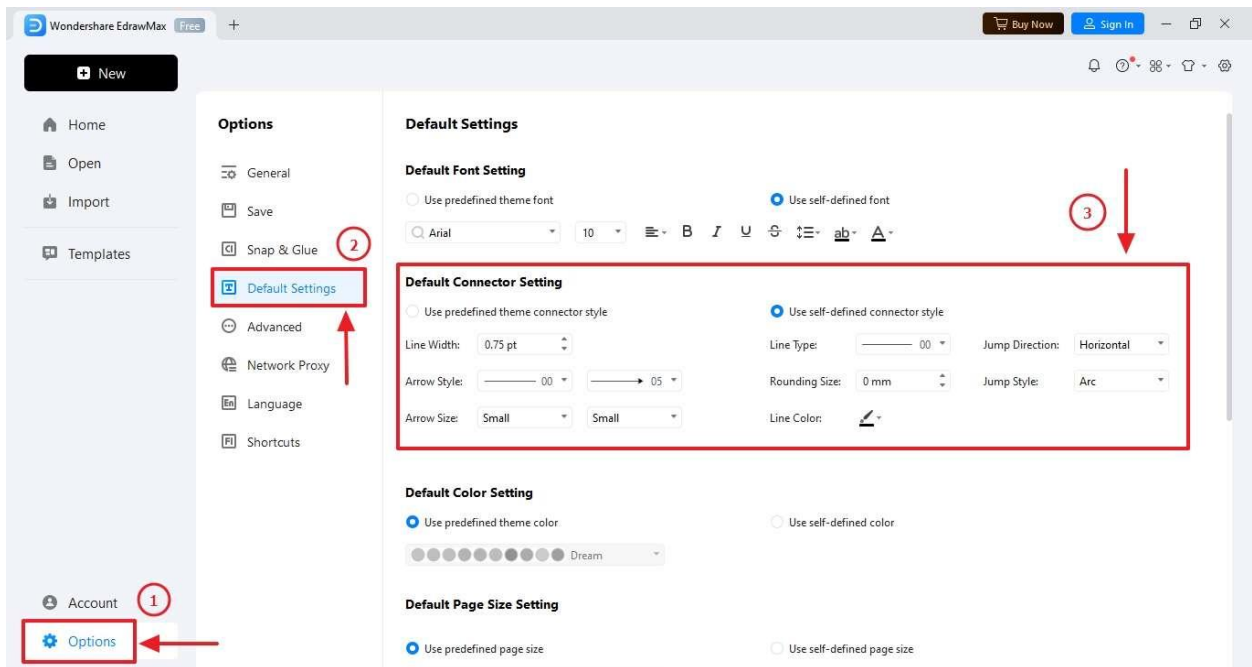 Wondershare EdrawMax Free
Buy Now
Sign In
New
Home
Open
Import
Templates
Account
1
Options
Options
General
Save
Snap & Glue
2
Default Settings
Advanced
Network Proxy
En Language
FI Shortcuts
Default Settings
Default Font Setting
Use predefined theme font
Use self-defined font
3
Arial 10 B I U S ab A
Default Connector Setting
Use predefined theme connector style
Use self-defined connector style
Line Width: 0.75 pt
Line Type: 00
Jump Direction: Horizontal
Arrow Style: 00 05
Rounding Size: 0 mm
Jump Style: Arc
Arrow Size: Small Small
Line Color:
Default Color Setting
Use predefined theme color
Use self-defined color
Dream
Default Page Size Setting
Use predefined page size
Use self-defined page size